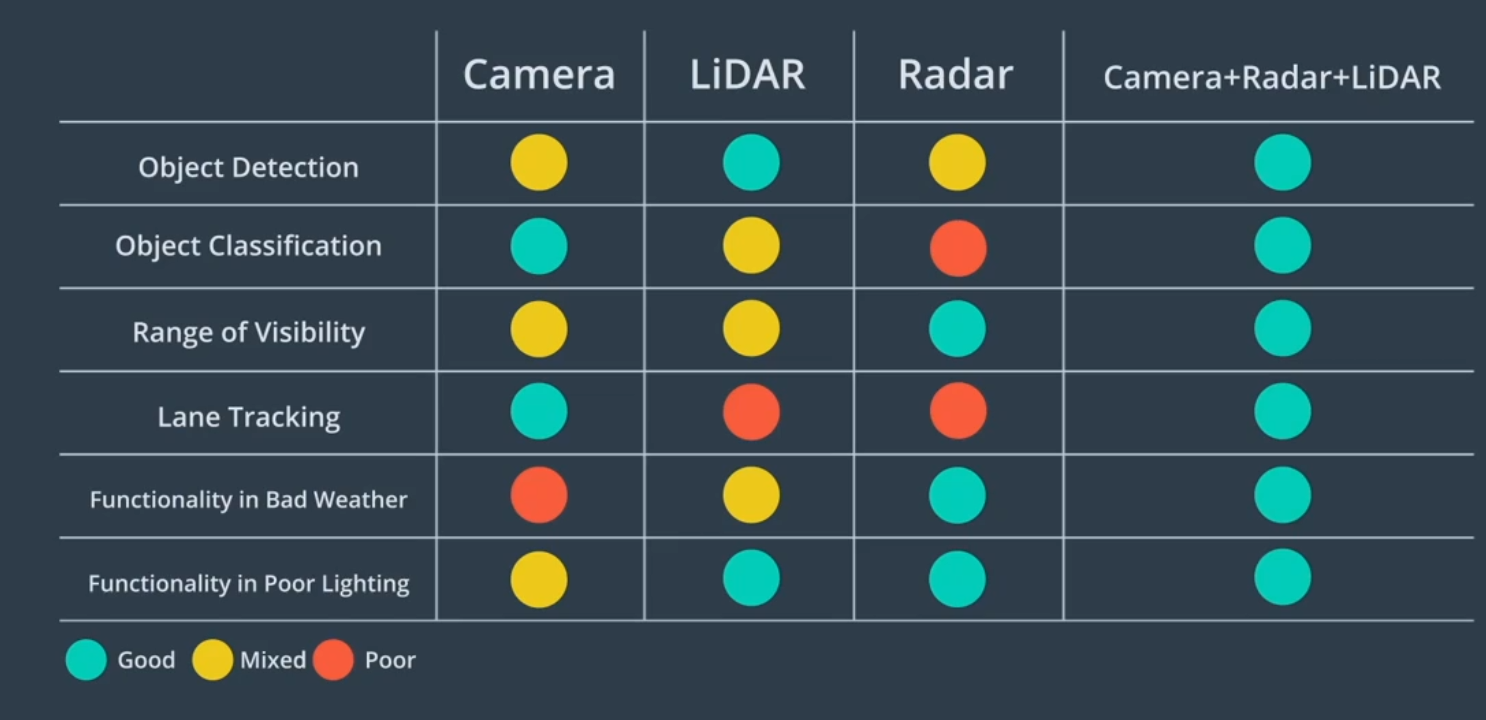 Camera LiDAR Radar Camera+Radar+LiDAR
Object Detection
Object Classification
Range of Visibility
Lane Tracking
Functionality in Bad Weather
Functionality in Poor Lighting
Good Mixed Poor